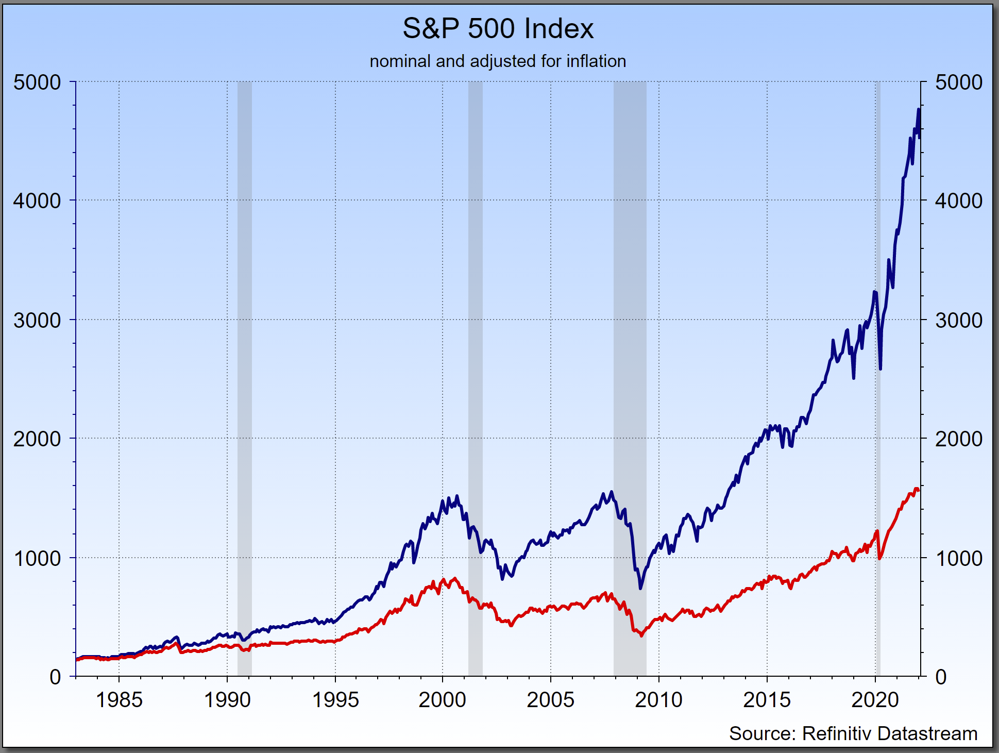 S&P 500 Index
nominal and adjusted for inflation
5000 5000
4000 4000
3000 3000
2000 2000
1000 1000
0 0
1985 1990 1995 2000 2005 2010 2015 2020
Source: Refinitiv Datastream